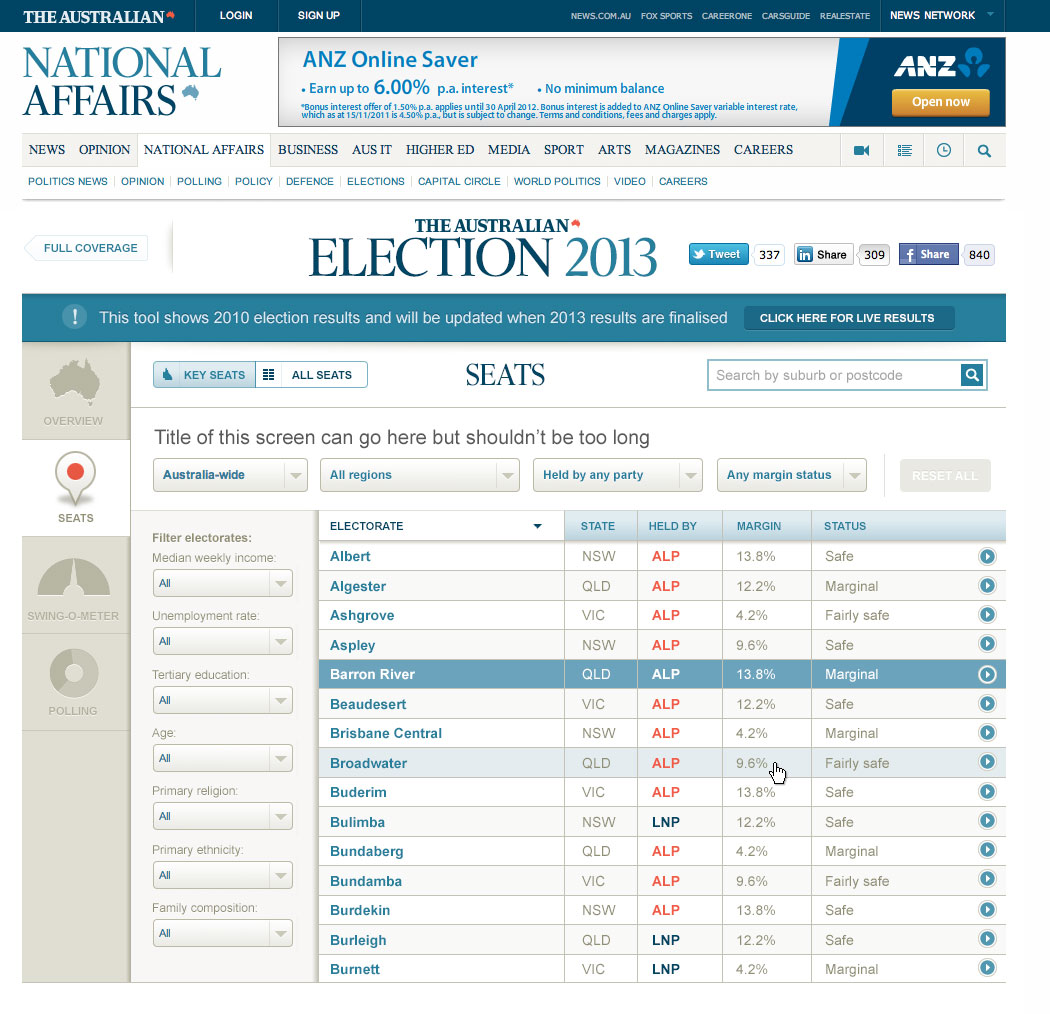 THE AUSTRALIAN LOGIN SIGN UP NEWS.COM.AU FOX SPORTS CAREERONE CARSGUIDE REALESTATE NEWS NETWORK
NATIONAL
AFFAIRS
ANZ Online Saver
• Earn up to 6.00% p.a. interest* • No minimum balance
*Bonus interest offer of 1.50% p.a. applies until 30 April 2012. Bonus interest is added to ANZ Online Saver variable interest rate,
which as at 15/11/2011 is 4.50% p.a., but is subject to change. Terms and conditions, fees and charges apply.
ANZ
Open now
NEWS OPINION NATIONAL AFFAIRS BUSINESS AUS IT HIGHER ED MEDIA SPORT ARTS MAGAZINES CAREERS
POLITICS NEWS OPINION POLLING POLICY DEFENCE ELECTIONS CAPITAL CIRCLE WORLD POLITICS VIDEO CAREERS
FULL COVERAGE
THE AUSTRALIAN
ELECTION 2013
Tweet 337 in Share 309 f Share 840
! This tool shows 2010 election results and will be updated when 2013 results are finalised CLICK HERE FOR LIVE RESULTS
OVERVIEW
SEATS
SWING-O-METER
POLLING
KEY SEATS ALL SEATS SEATS Search by suburb or postcode
Title of this screen can go here but shouldn't be too long
Australia-wide All regions Held by any party Any margin status RESET ALL
Filter electorates:
Median weekly income:
All
Unemployment rate:
All
Tertiary education:
All
Age:
All
Primary religion:
All
Primary ethnicity:
All
Family composition:
All
ELECTORATE STATE HELD BY MARGIN STATUS
Albert NSW ALP 13.8% Safe
Algester QLD ALP 12.2% Marginal
Ashgrove VIC ALP 4.2% Fairly safe
Aspley NSW ALP 9.6% Safe
Barron River QLD ALP 13.8% Marginal
Beaudesert VIC ALP 12.2% Safe
Brisbane Central NSW ALP 4.2% Marginal
Broadwater QLD ALP 9.6% Fairly safe
Buderim VIC ALP 13.8% Safe
Bulimba NSW LNP 12.2% Safe
Bundaberg QLD ALP 4.2% Marginal
Bundamba VIC ALP 9.6% Fairly safe
Burdekin NSW ALP 13.8% Safe
Burleigh QLD LNP 12.2% Safe
Burnett VIC LNP 4.2% Marginal